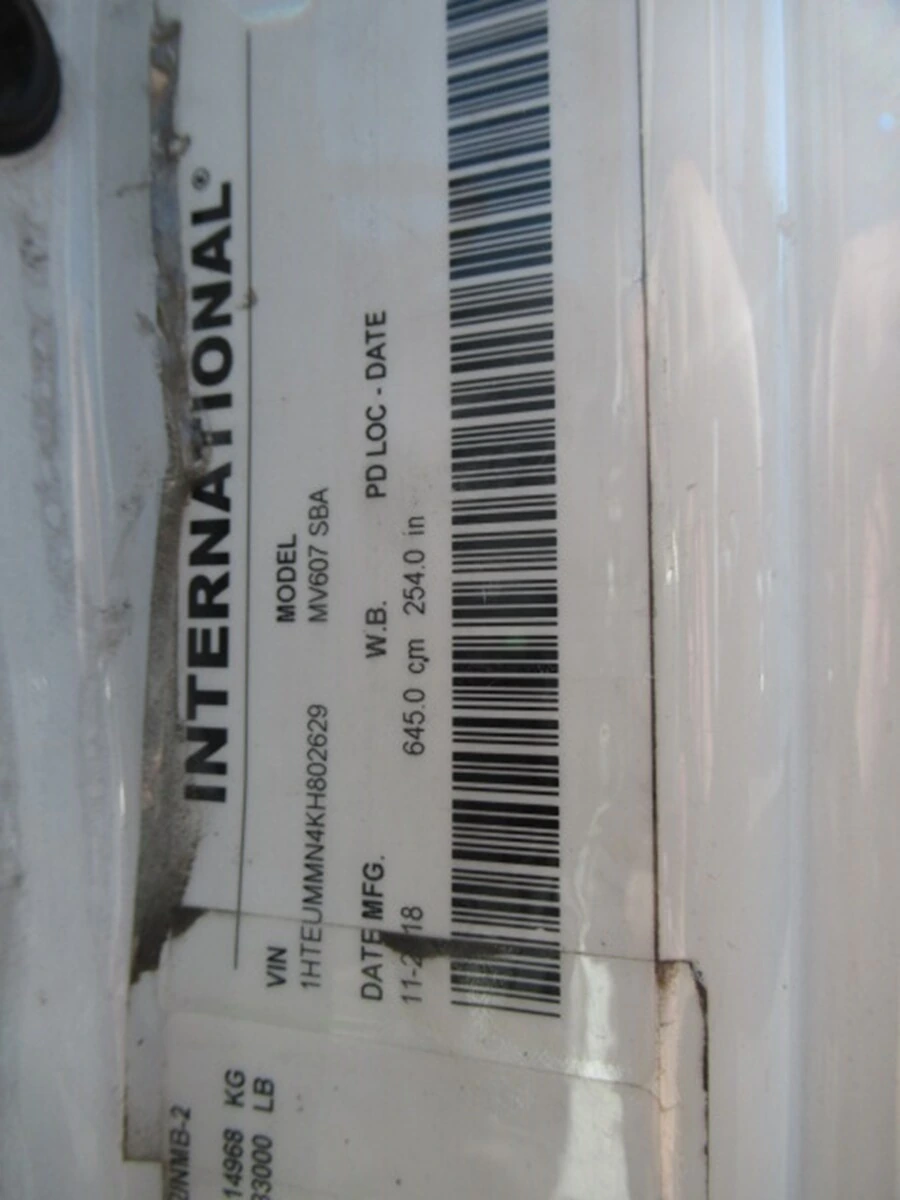 INTERNATIONAL®
VIN MODEL
1HTEUMMN4KH802629 MV607 SBA
DATE MFG. W.B. PD LOC - DATE
645.0 cm 254.0 in
14968 KG
33000 LB